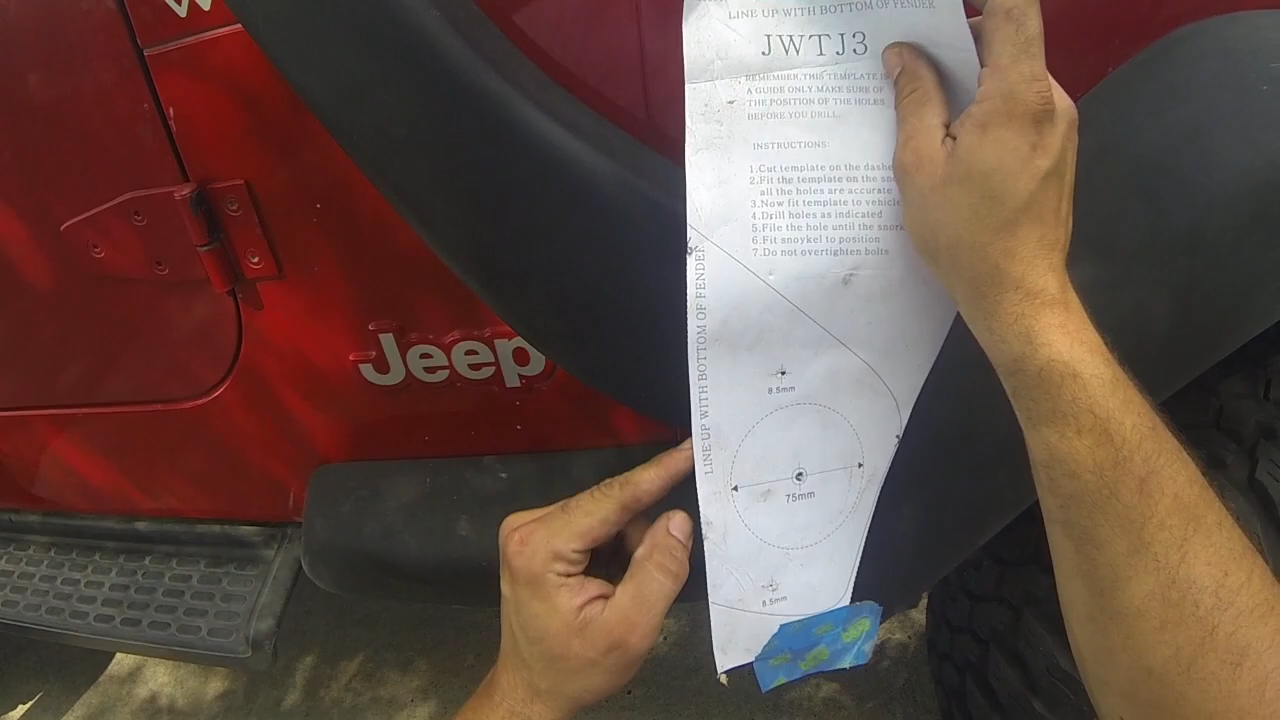 W
LINE UP WITH BOTTOM OF FENDER
JWTJ3
REMEMBER, THIS TEMPLATE IS
A GUIDE ONLY.MAKE SURE OF
THE POSITION OF THE HOLES
BEFORE YOU DRILL.
INSTRUCTIONS:
1.Cut template on the dashe
2.Fit the template on the sno
all the holes are accurate
3.Now fit template to vehicle
4.Drill holes as indicated
5.File the hole until the snork
6.Fit snoykel to position
7.Do not overtighten bolts
LINE UP WITH BOTTOM OF FENDER
Jeep
8.5mm
75mm
8.5mm